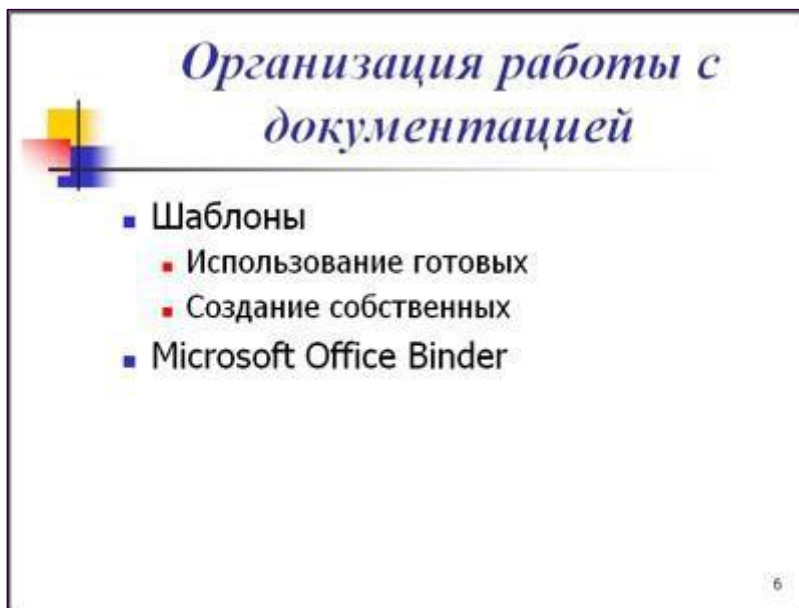 Организация работы с
документацией
Шаблоны
Использование готовых
Создание собственных
Microsoft Office Binder
6